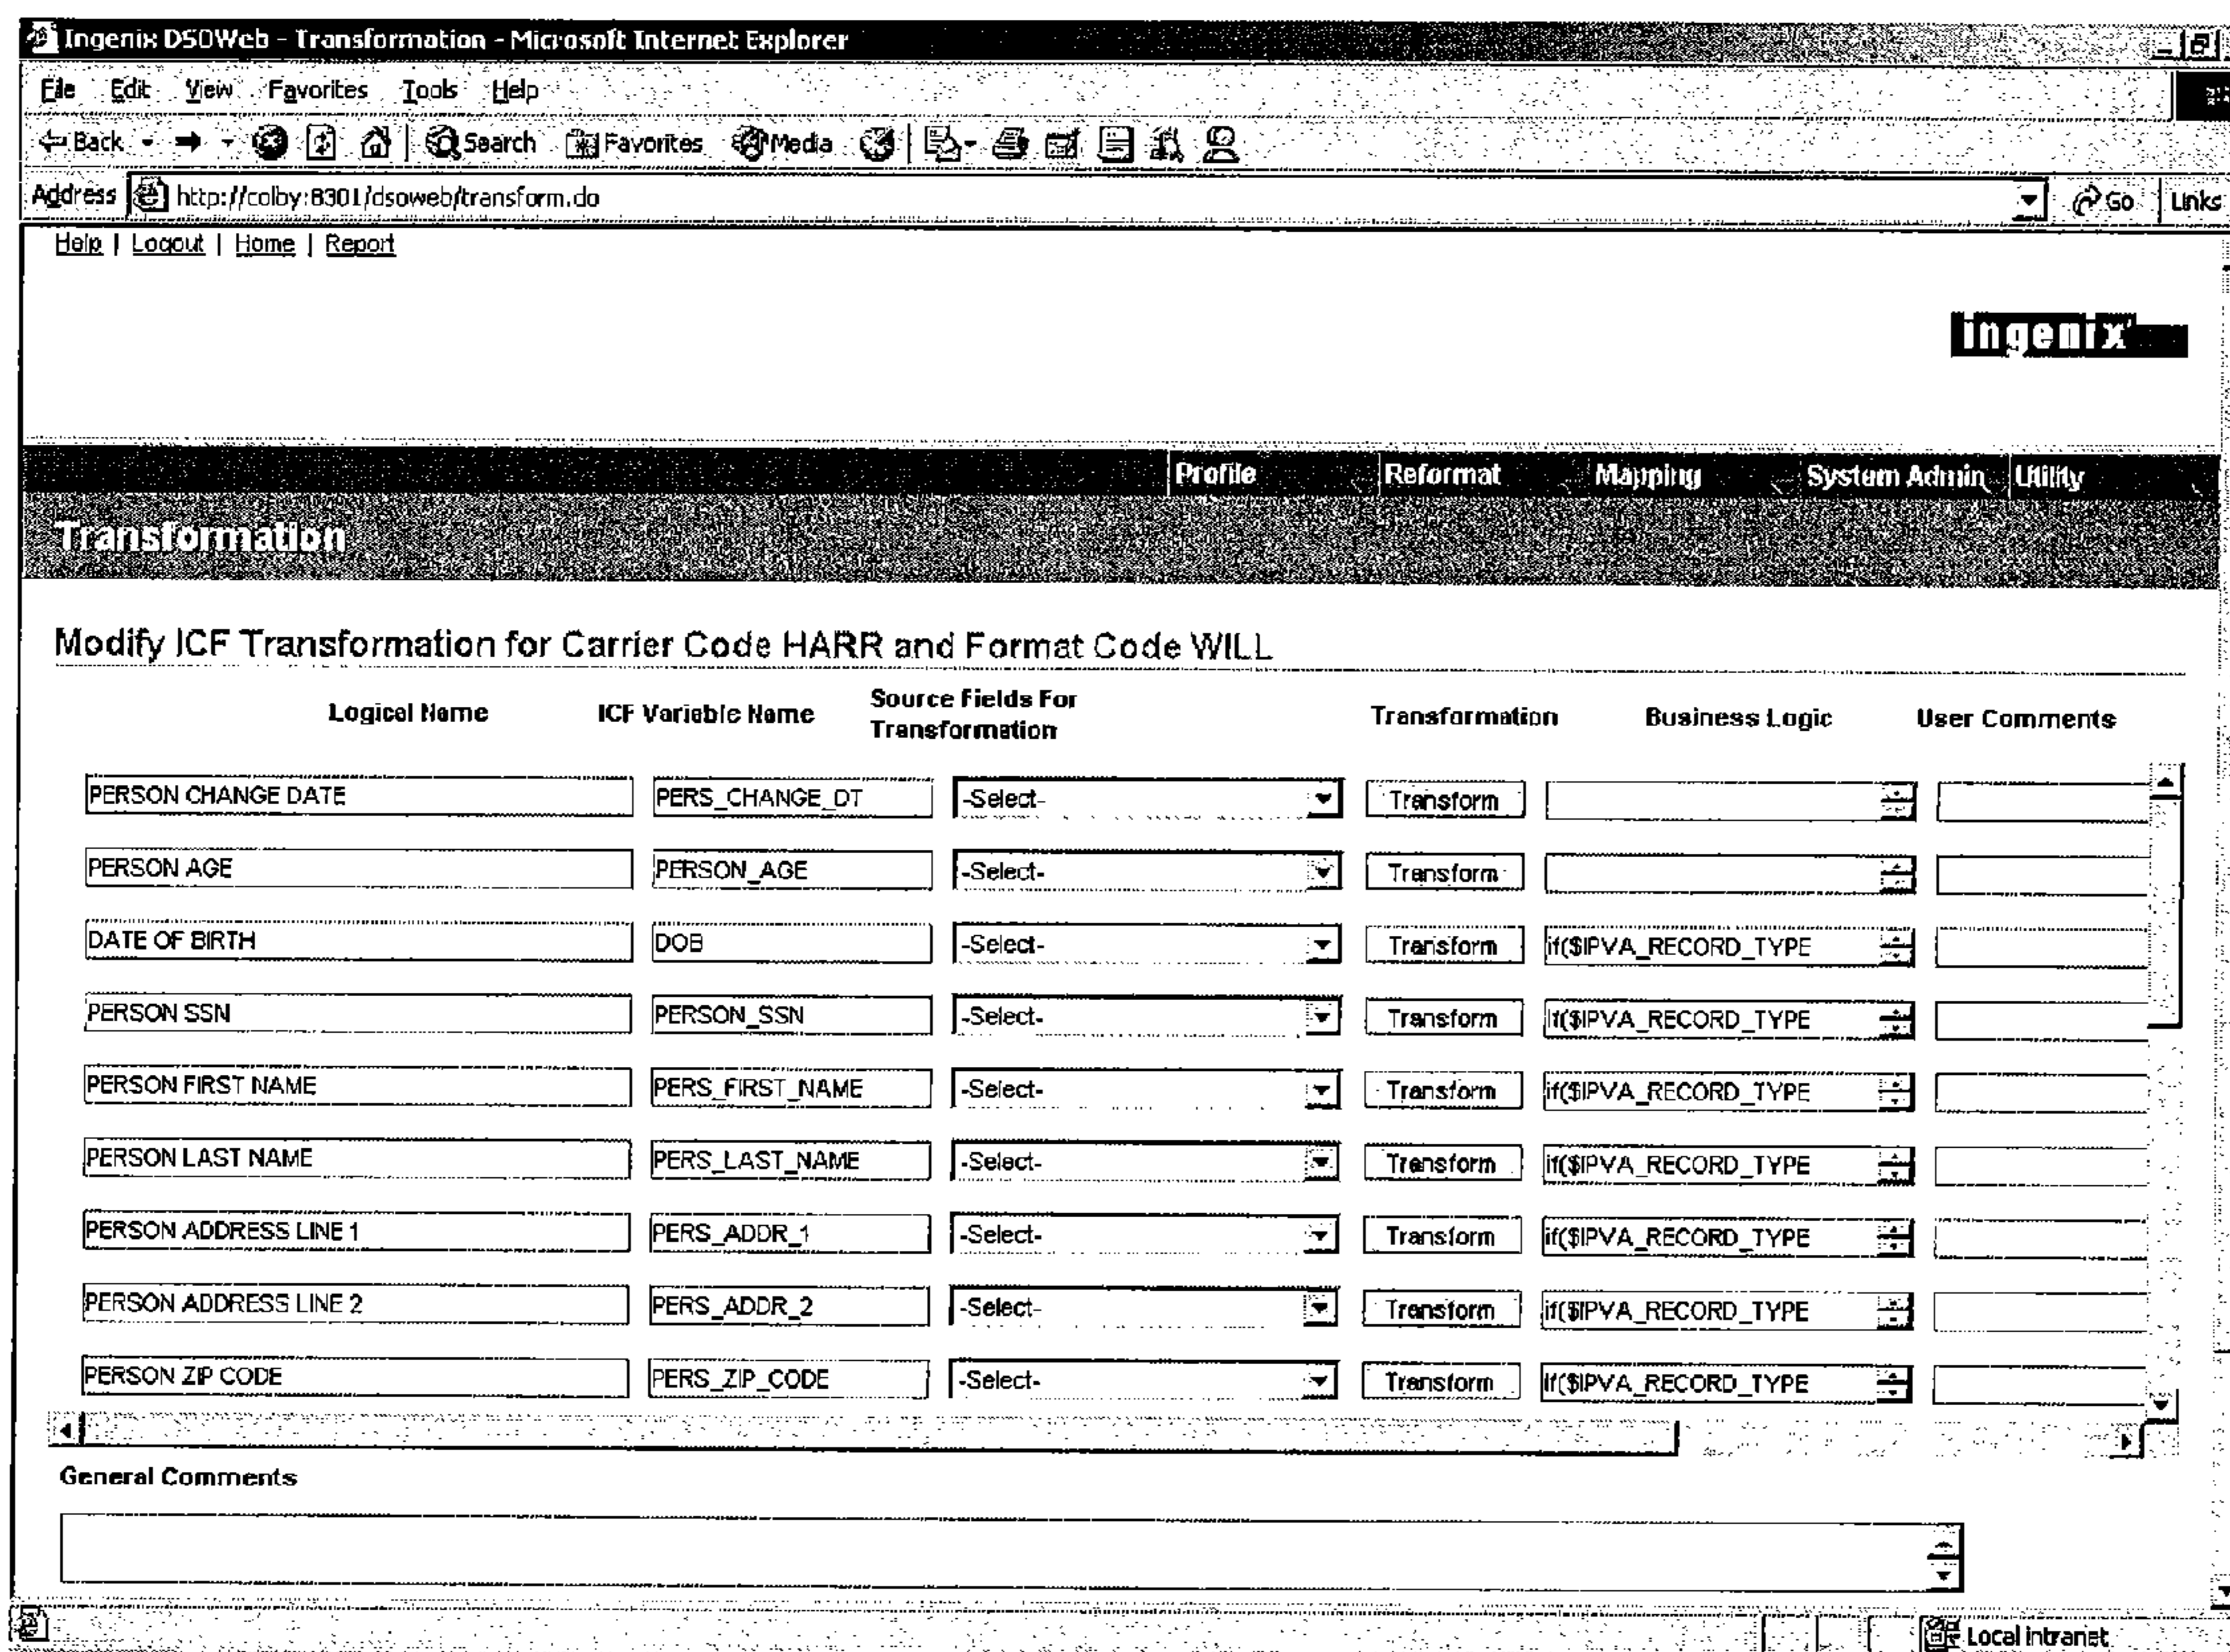 Ingenix DSOWeb - Transformation - Microsoft Internet Explorer
File Edit View Favorites Tools Help
Back Search Favorites Media
Address http://colby:8301/dsoweb/transform.do Go Links
Help | Logout | Home | Report
ingenix
Profile Reformat Mapping System Admin Utility
Transformation
Modify ICF Transformation for Carrier Code HARR and Format Code WILL
Logical Name ICF Variable Name Source Fields For Transformation Transformation Business Logic User Comments
PERSON CHANGE DATE PERS_CHANGE_DT -Select- Transform
PERSON AGE PERSON_AGE -Select- Transform
DATE OF BIRTH DOB -Select- Transform if($IPVA_RECORD_TYPE
PERSON SSN PERSON_SSN -Select- Transform if($IPVA_RECORD_TYPE
PERSON FIRST NAME PERS_FIRST_NAME -Select- Transform if($IPVA_RECORD_TYPE
PERSON LAST NAME PERS_LAST_NAME -Select- Transform if($IPVA_RECORD_TYPE
PERSON ADDRESS LINE 1 PERS_ADDR_1 -Select- Transform if($IPVA_RECORD_TYPE
PERSON ADDRESS LINE 2 PERS_ADDR_2 -Select- Transform if($IPVA_RECORD_TYPE
PERSON ZIP CODE PERS_ZIP_CODE -Select- Transform if($IPVA_RECORD_TYPE
General Comments
Local intranet